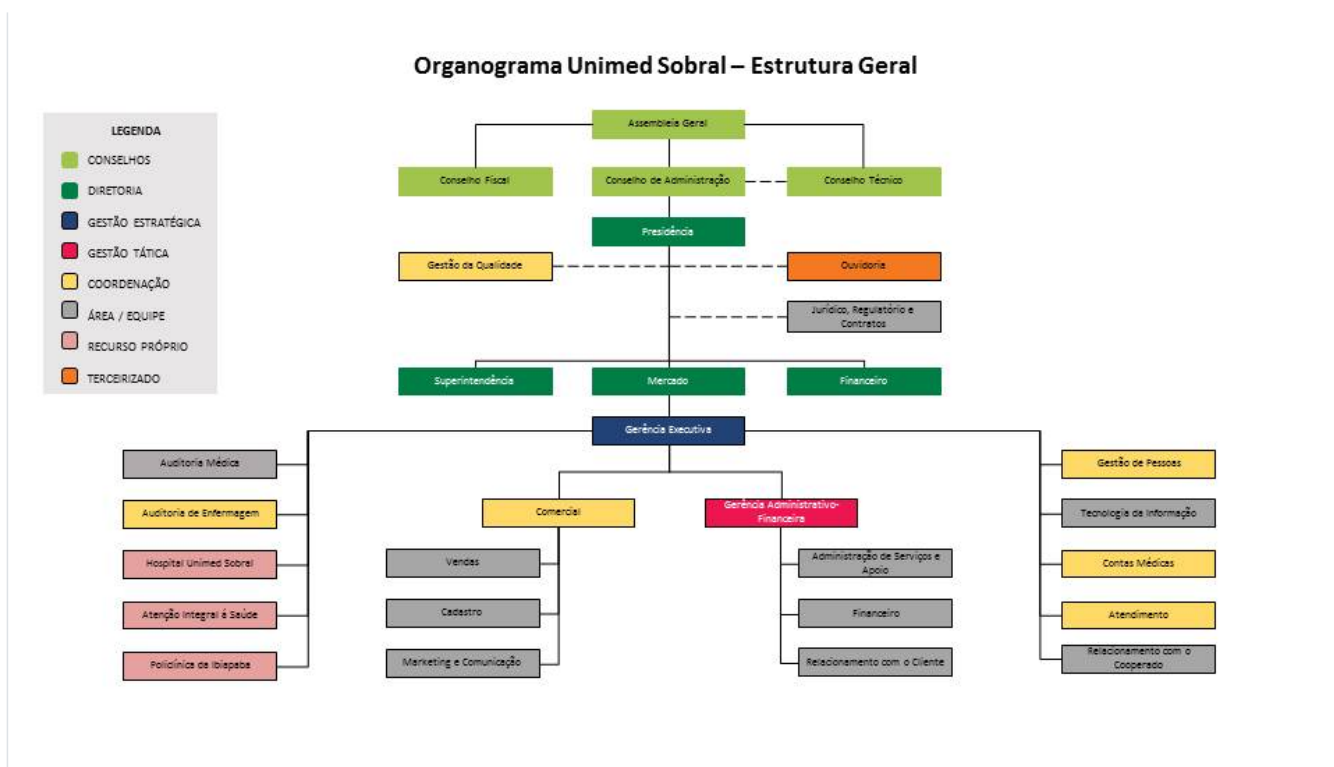 Organograma Unimed Sobral – Estrutura Geral
LEGENDA
CONSELHOS
DIRETORIA
GESTÃO ESTRATÉGICA
GESTÃO TÁTICA
COORDENAÇÃO
ÁREA / EQUIPE
RECURSO PRÓPRIO
TERCEIRIZADO
Assembleia Geral
Conselho Fiscal
Conselho de Administração
Conselho Técnico
Presidência
Gestão da Qualidade
Ouvidoria
Jurídico, Regulatório e
Contratos
Superintendência
Mercado
Financeiro
Gerência Executiva
Auditoria Médica
Auditoria de Enfermagem
Hospital Unimed Sobral
Atenção Integral á Saúde
Policlínica da Ibiapaba
Comercial
Vendas
Cadastro
Marketing e Comunicação
Gerência Administrativo-
Financeira
Administração de Serviços e
Apoio
Financeiro
Relacionamento com o Cliente
Gestão de Pessoas
Tecnologia da Informação
Contas Médicas
Atendimento
Relacionamento com o
Cooperado